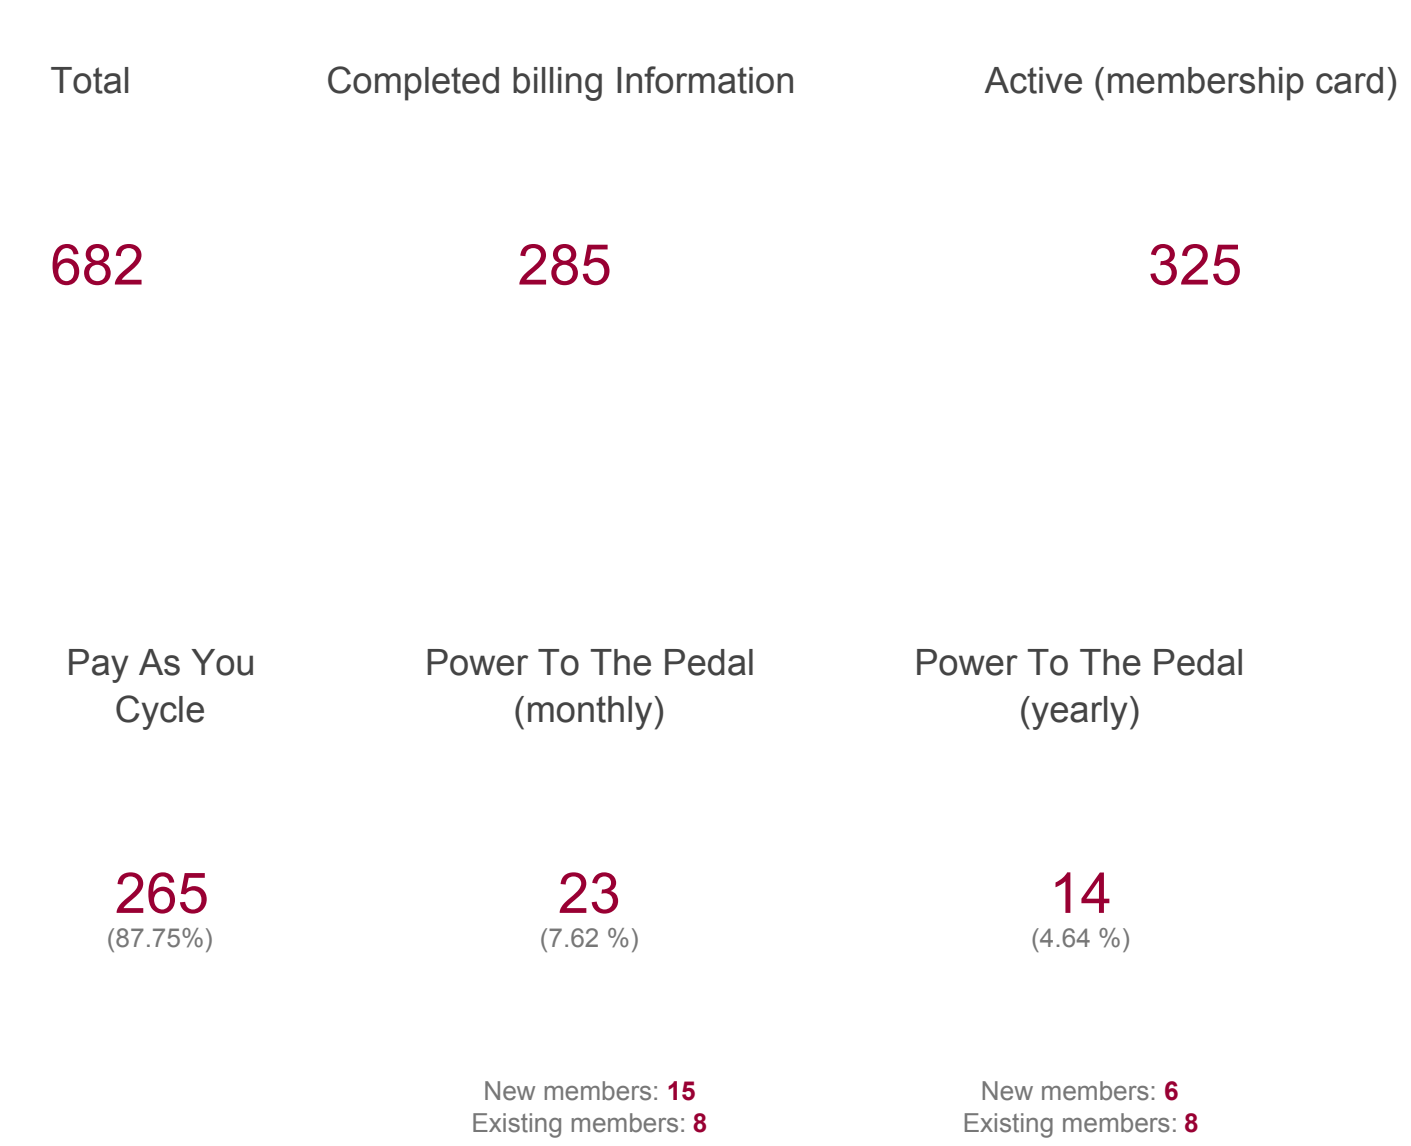 Total Completed billing Information Active (membership card)
682 285 325
Pay As You Power To The Pedal Power To The Pedal
Cycle (monthly) (yearly)
265 23 14
(87.75%) (7.62 %) (4.64 %)
New members: 15 New members: 6
Existing members: 8 Existing members: 8